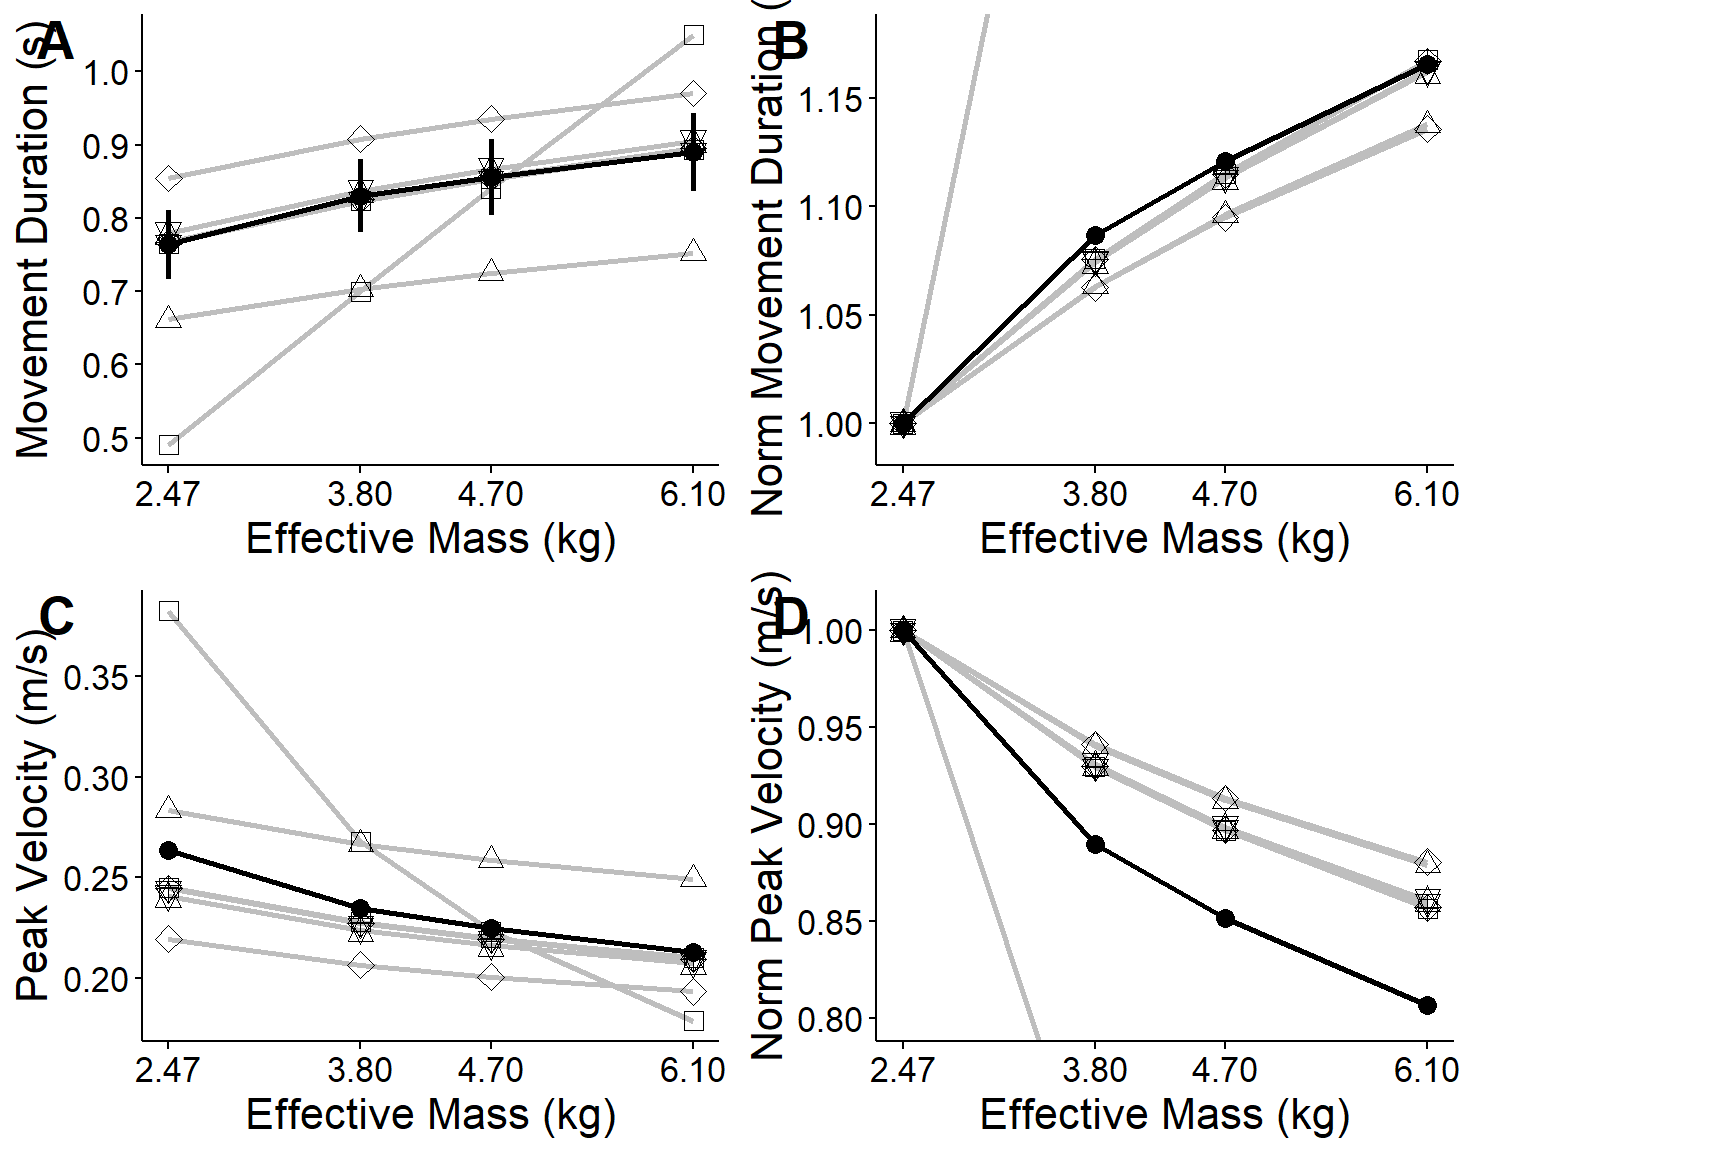 A
Movement Duration (s)
1.0
0.9
0.8
0.7
0.6
0.5
2.47 3.80 4.70 6.10
Effective Mass (kg)
B
Norm Movement Duration (
1.15
1.10
1.05
1.00
2.47 3.80 4.70 6.10
Effective Mass (kg)
C
Peak Velocity (m/s)
0.35
0.30
0.25
0.20
2.47 3.80 4.70 6.10
Effective Mass (kg)
D
Norm Peak Velocity (m/s)
1.00
0.95
0.90
0.85
0.80
2.47 3.80 4.70 6.10
Effective Mass (kg)